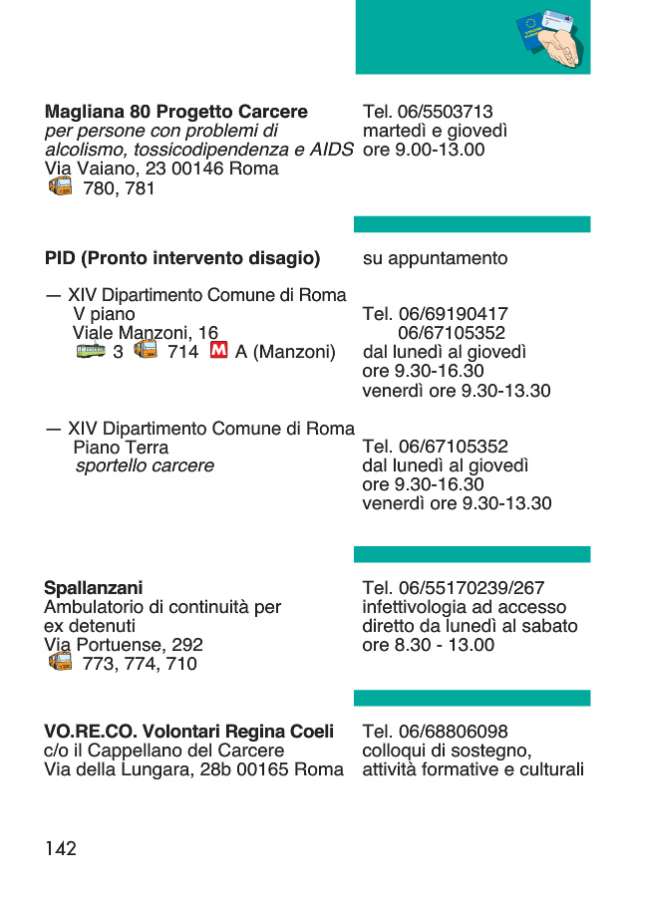 Magliana 80 Progetto Carcere
per persone con problemi di
alcolismo, tossicodipendenza e AIDS
Via Vaiano, 23 00146 Roma
780, 781
Tel. 06/5503713
martedì e giovedì
ore 9.00-13.00
PID (Pronto intervento disagio)
su appuntamento
— XIV Dipartimento Comune di Roma
V piano
Viale Manzoni, 16
3 714 M A (Manzoni)
Tel. 06/69190417
06/67105352
dal lunedì al giovedì
ore 9.30-16.30
venerdì ore 9.30-13.30
— XIV Dipartimento Comune di Roma
Piano Terra
sportello carcere
Tel. 06/67105352
dal lunedì al giovedì
ore 9.30-16.30
venerdì ore 9.30-13.30
Spallanzani
Ambulatorio di continuità per
ex detenuti
Via Portuense, 292
773, 774, 710
Tel. 06/55170239/267
infettivologia ad accesso
diretto da lunedì al sabato
ore 8.30 - 13.00
VO.RE.CO. Volontari Regina Coeli
c/o il Cappellano del Carcere
Via della Lungara, 28b 00165 Roma
Tel. 06/68806098
colloqui di sostegno,
attività formative e culturali
142